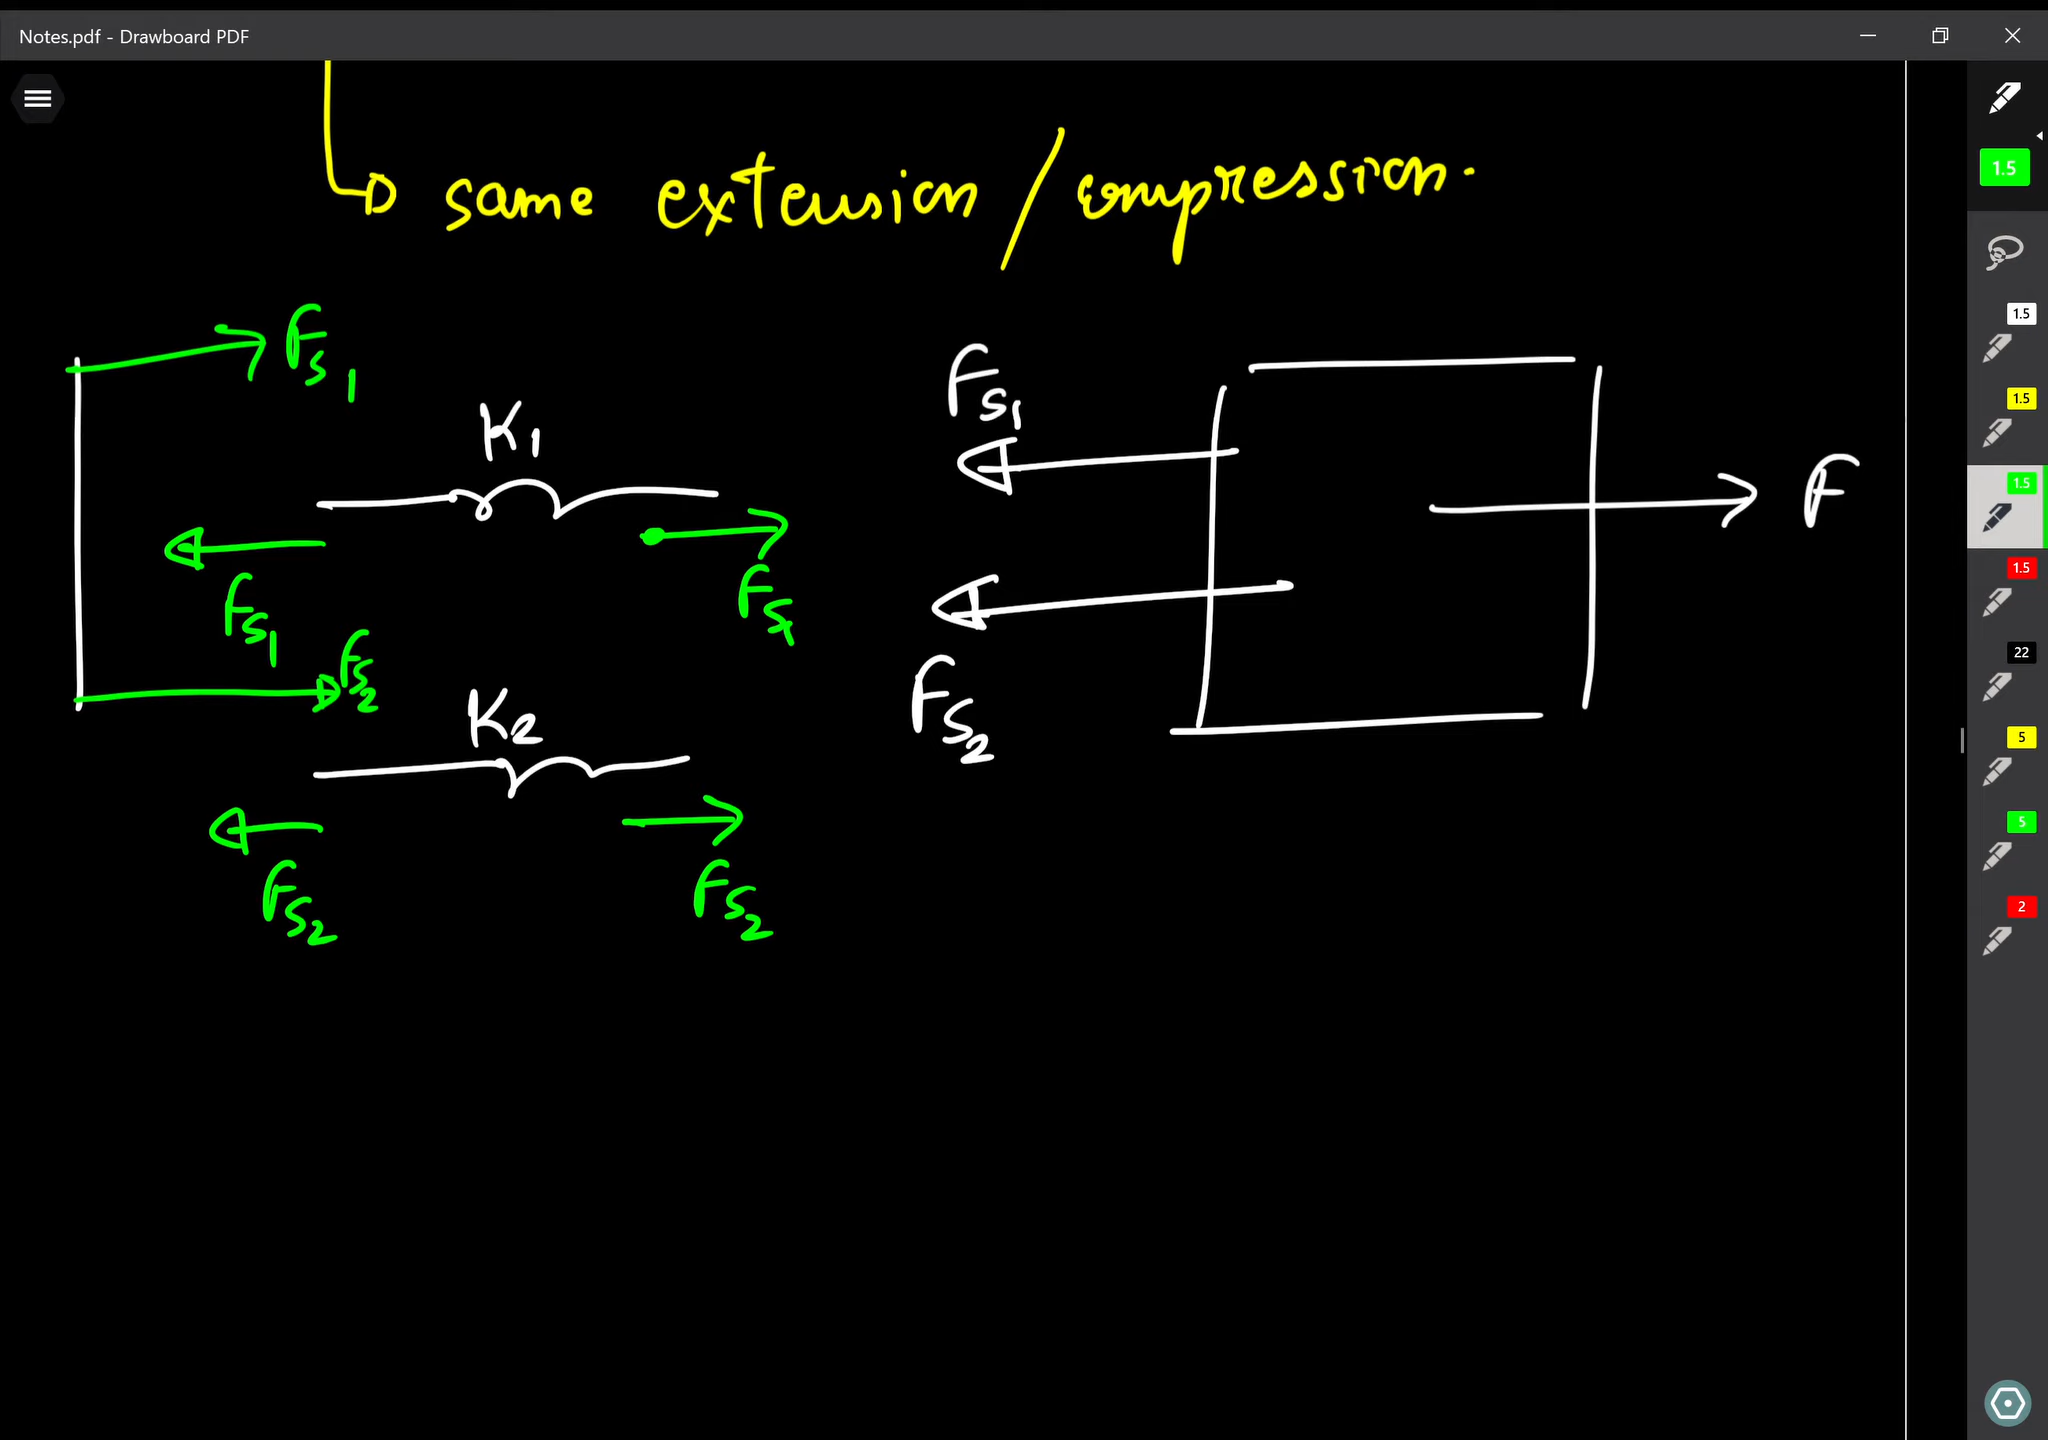 Notes.pdf - Drawboard PDF
1.5
same extension / compression.
1.5
1.5
1.5
1.5
22
5
5
2
Fs1
K1
Fs1
Fs1
Fs2
K2
Fs2
Fs2
Fs1
F
Fs2